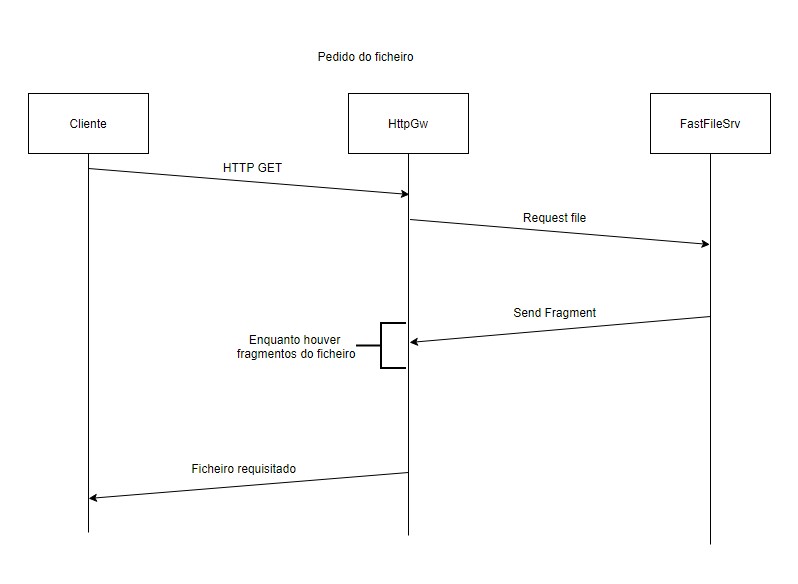 Pedido do ficheiro
Cliente
HttpGw
FastFileSrv
HTTP GET
Request file
Send Fragment
Enquanto houver
fragmentos do ficheiro
Ficheiro requisitado